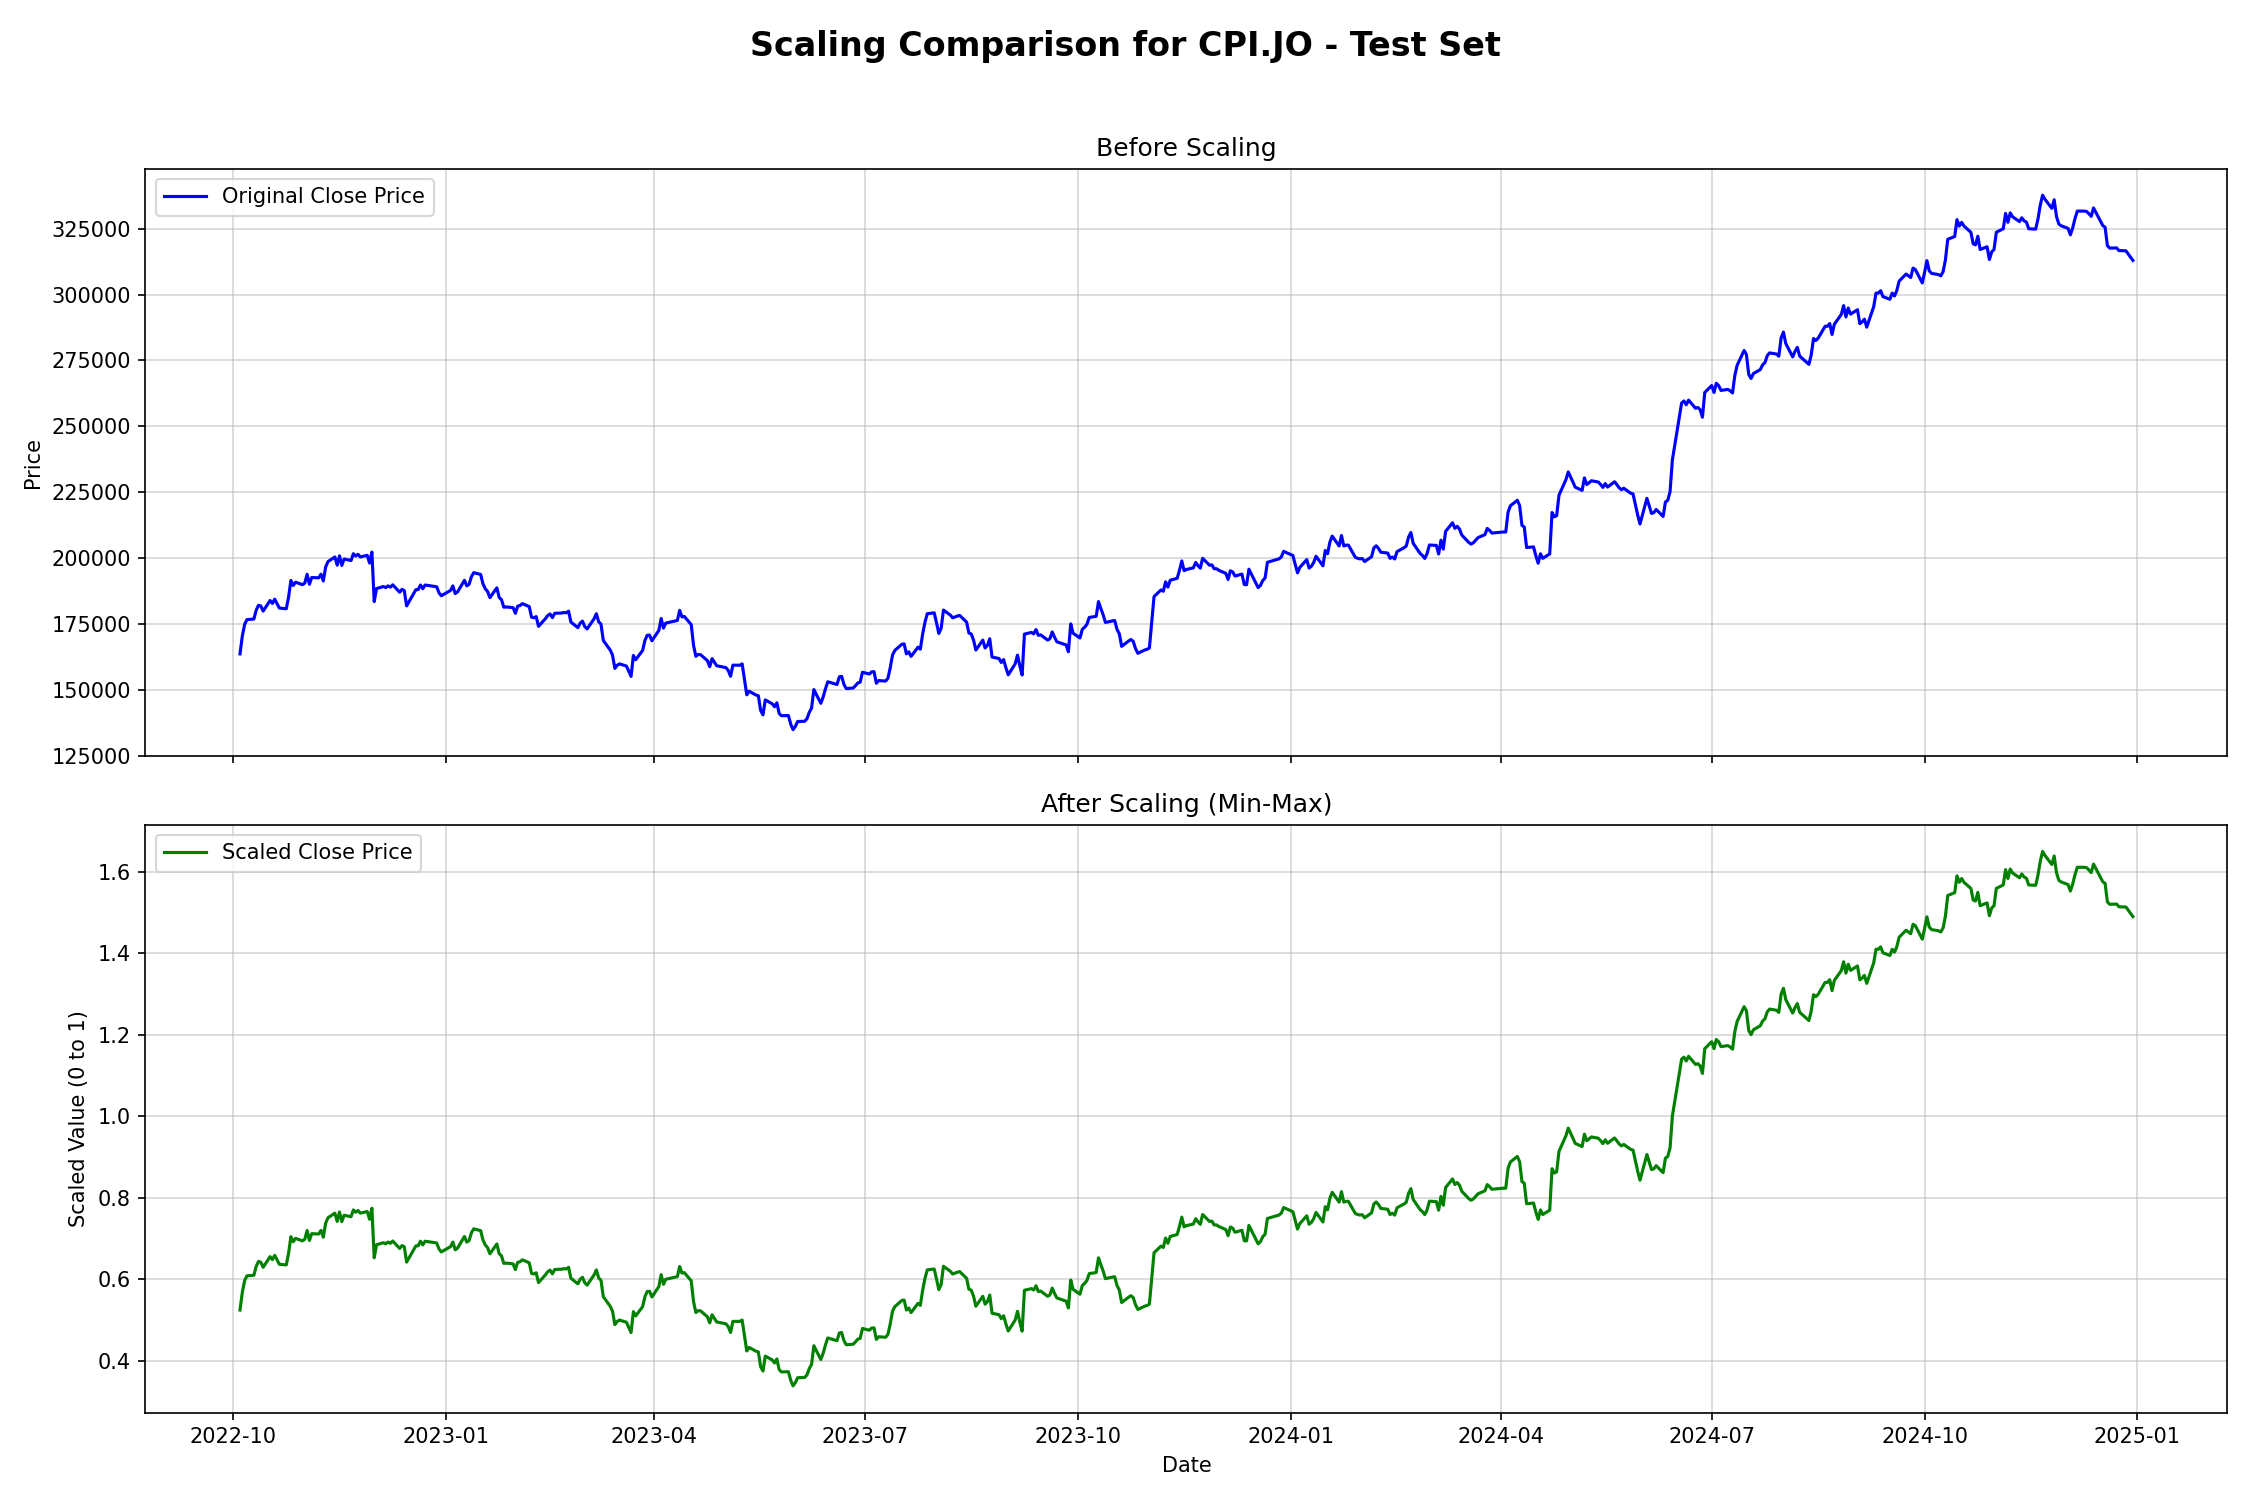 Scaling Comparison for CPI.JO - Test Set
Before Scaling
Original Close Price
Price
325000
300000
275000
250000
225000
200000
175000
150000
125000
After Scaling (Min-Max)
Scaled Close Price
Scaled Value (0 to 1)
1.6
1.4
1.2
1.0
0.8
0.6
0.4
2022-10 2023-01 2023-04 2023-07 2023-10 2024-01 2024-04 2024-07 2024-10 2025-01
Date